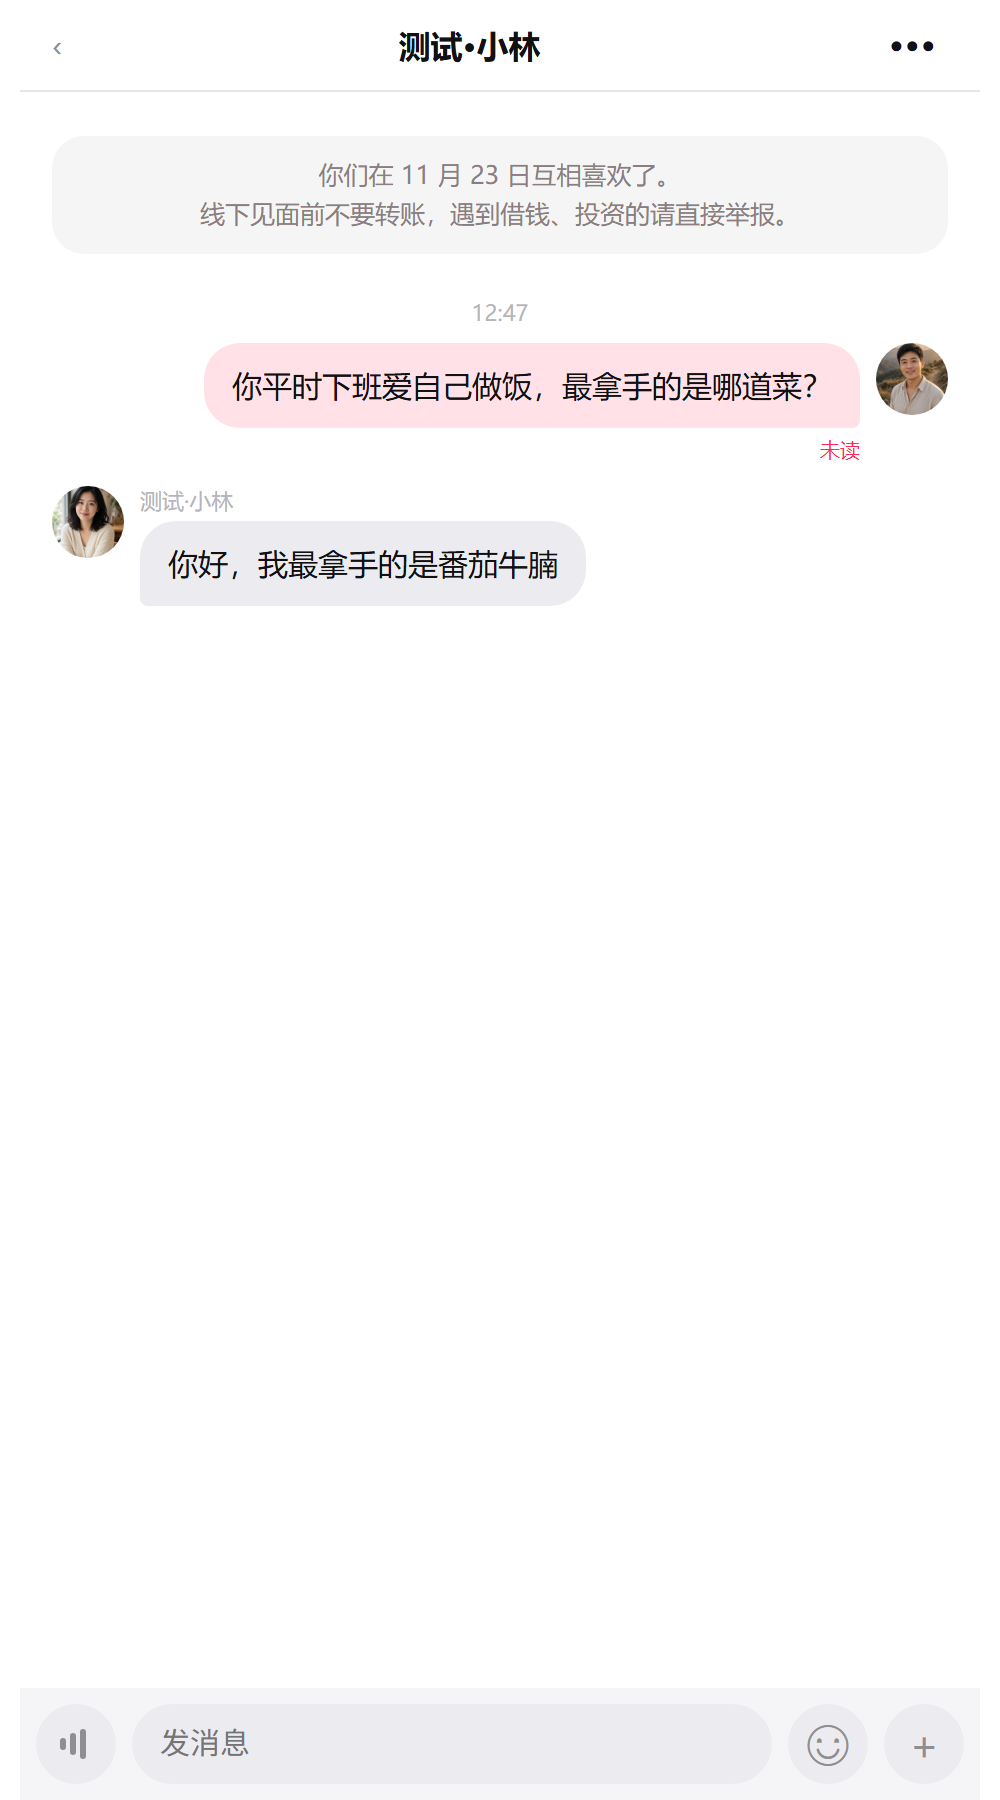 测试·小林
你们在 11 月 23 日互相喜欢了。
线下见面前不要转账，遇到借钱、投资的请直接举报。
12:47
你平时下班爱自己做饭，最拿手的是哪道菜？
未读
测试·小林
你好，我最拿手的是番茄牛腩
发消息